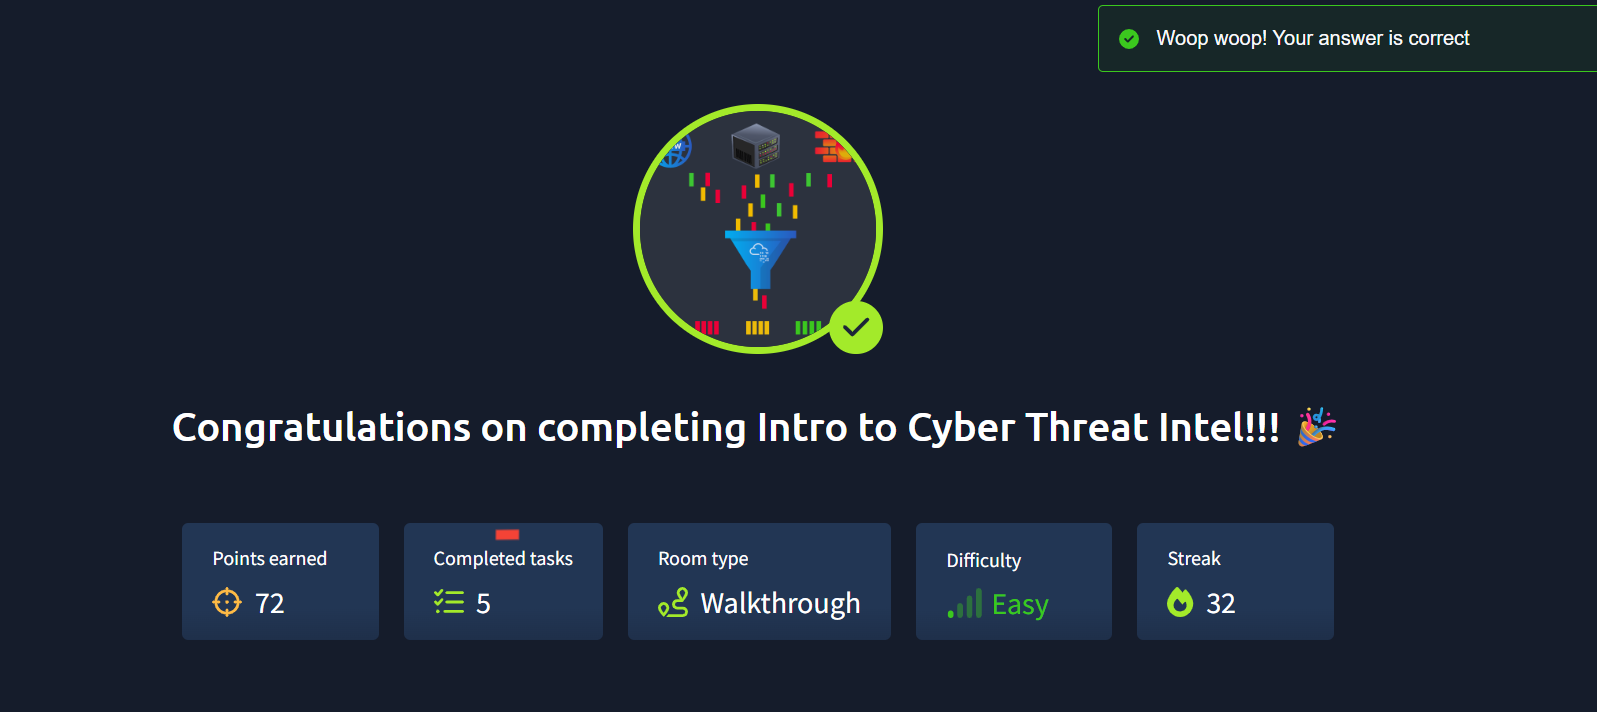 Woop woop! Your answer is correct
Congratulations on completing Intro to Cyber Threat Intel!!! 🎉
Points earned
72
Completed tasks
5
Room type
Walkthrough
Difficulty
Easy
Streak
32